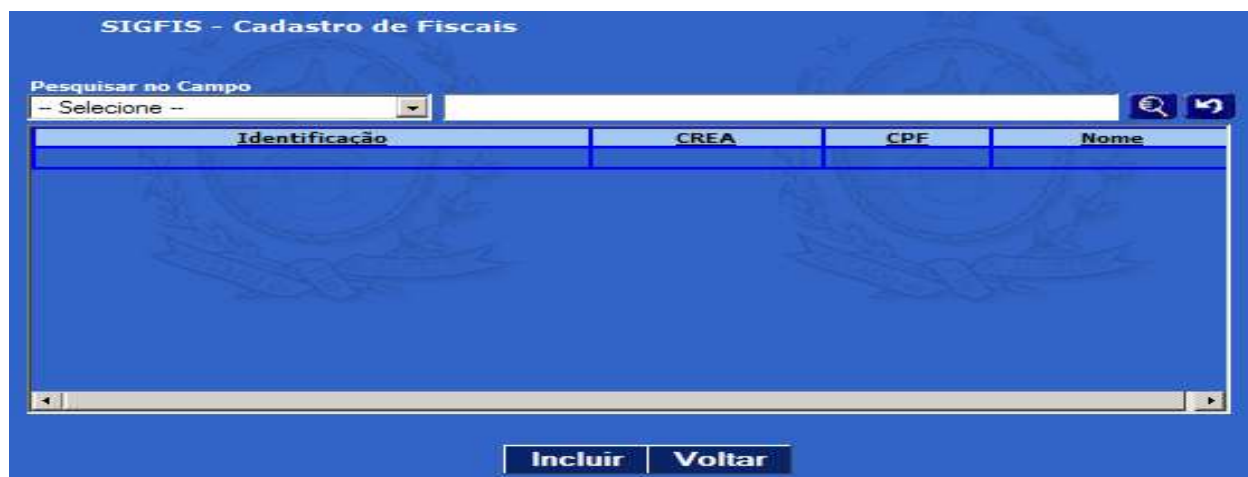 SIGFIS - Cadastro de Fiscais
Pesquisar no Campo
-- Selecione --
Identificação CREA CPF Nome
Incluir Voltar